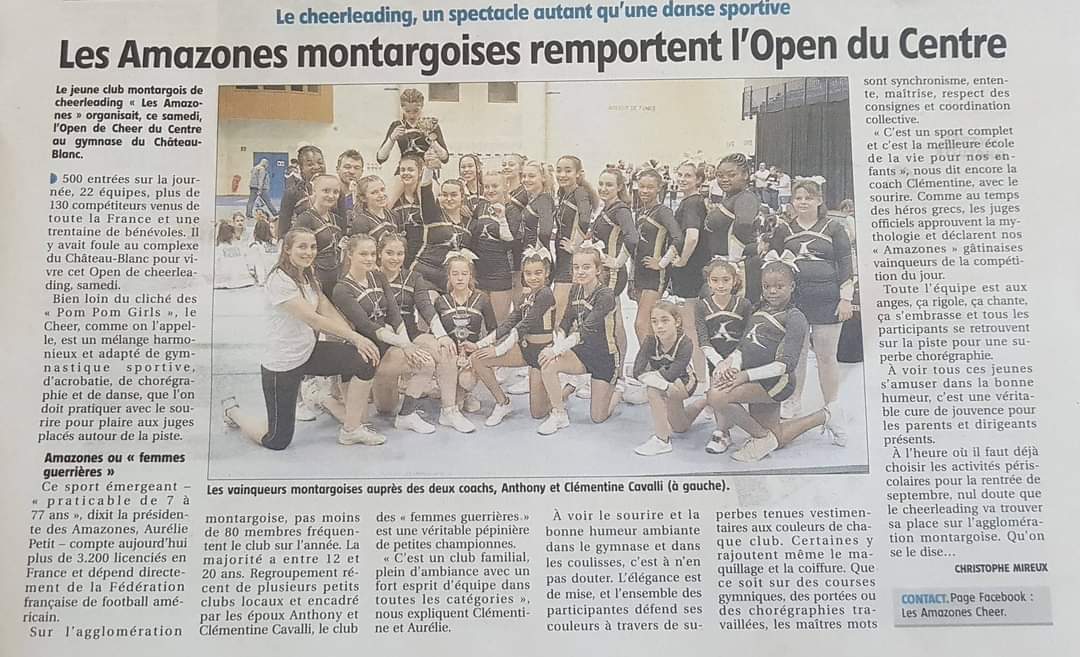 Le cheerleading, un spectacle autant qu'une danse sportive
Les Amazones montargoises remportent l'Open du Centre
Le jeune club montargois de
cheerleading « Les Amazo-
nes » organisait, ce samedi,
l'Open de Cheer du Centre
au gymnase du Château-
Blanc.
500 entrées sur la jour-
née, 22 équipes, plus de
130 compétiteurs venus de
toute la France et une
trentaine de bénévoles. Il
y avait foule au complexe
du Château-Blanc pour vi-
vre cet Open de cheerlea-
ding, samedi.
Bien loin du cliché des
« Pom Pom Girls », le
Cheer, comme on l'appel-
le, est un mélange harmo-
nieux et adapté de gym-
nastique sportive,
d'acrobatie, de chorégra-
phie et de danse, que l'on
doit pratiquer avec le sou-
rire pour plaire aux juges
placés autour de la piste.
Amazones ou « femmes
guerrières »
Ce sport émergeant –
« praticable de 7 à
77 ans », dixit la présiden-
te des Amazones, Aurélie
Petit – compte aujourd'hui
plus de 3.200 licenciés en
France et dépend directe-
ment de la Fédération
française de football amé-
ricain.
Sur l'agglomération
Les vainqueurs montargoises auprès des deux coachs, Anthony et Clémentine Cavalli (à gauche).
montargoise, pas moins
de 80 membres fréquen-
tent le club sur l'année. La
majorité a entre 12 et
20 ans. Regroupement ré-
cent de plusieurs petits
clubs locaux et encadré
par les époux Anthony et
Clémentine Cavalli, le club
des « femmes guerrières »
est une véritable pépinière
de petites championnes.
« C'est un club familial,
plein d'ambiance avec un
fort esprit d'équipe dans
toutes les catégories »,
nous expliquent Clémenti-
ne et Aurélie.
À voir le sourire et la
bonne humeur ambiante
dans le gymnase et dans
les coulisses, c'est à n'en
pas douter. L'élégance est
de mise, et l'ensemble des
participantes défend ses
couleurs à travers de su-
perbes tenues vestimen-
taires aux couleurs de cha-
que club. Certaines y
rajoutent même le ma-
quillage et la coiffure. Que
ce soit sur des courses
gymniques, des portées ou
des chorégraphies tra-
vaillées, les maîtres mots
sont synchronisme, enten-
te, maîtrise, respect des
consignes et coordination
collective.
« C'est un sport complet
et c'est la meilleure école
de la vie pour nos en-
fants », nous dit encore la
coach Clémentine, avec le
sourire. Comme au temps
des héros grecs, les juges
officiels approuvent la my-
thologie et déclarent nos
« Amazones » gâtinaises
vainqueurs de la compéti-
tion du jour.
Toute l'équipe est aux
anges, ça rigole, ça chante,
ça s'embrasse et tous les
participants se retrouvent
sur la piste pour une su-
perbe chorégraphie.
À voir tous ces jeunes
s'amuser dans la bonne
humeur, c'est une vérita-
ble cure de jouvence pour
les parents et dirigeants
présents.
À l'heure où il faut déjà
choisir les activités péris-
colaires pour la rentrée de
septembre, nul doute que
le cheerleading va trouver
sa place sur l'aggloméra-
tion montargoise. Qu'on
se le dise...
CHRISTOPHE MIREUX
CONTACT. Page Facebook :
Les Amazones Cheer.